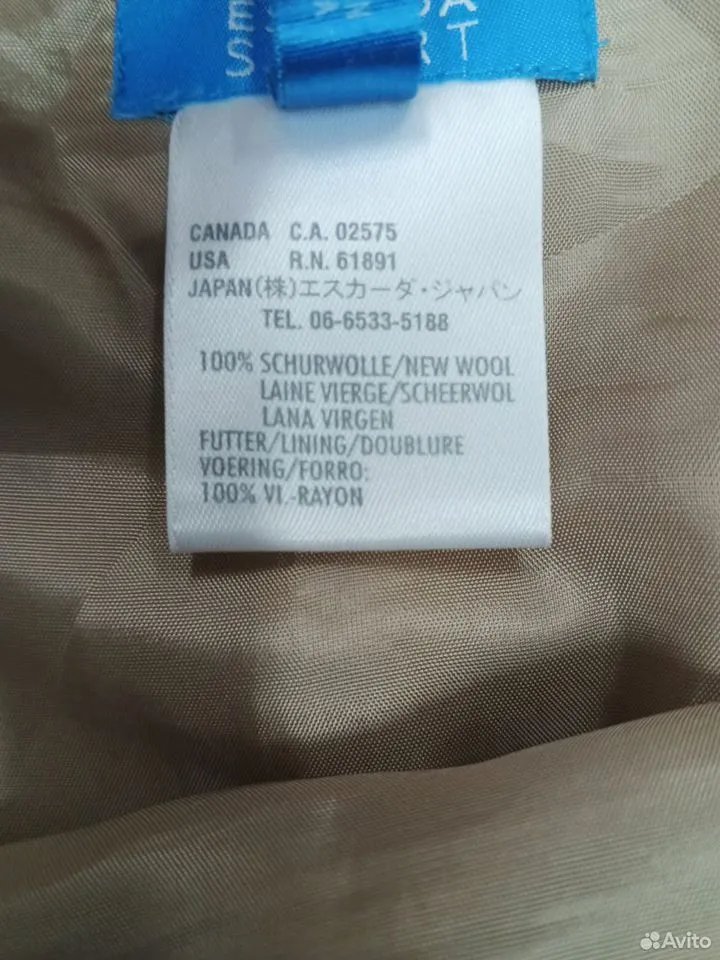 CANADA C.A. 02575
USA R.N. 61891
JAPAN(株)エスカーダ・ジャパン
TEL. 06-6533-5188
100% SCHURWOLLE/NEW WOOL
LAINE VIERGE/SCHEERWOL
LANA VIRGEN
FUTTER/LINING/DOUBLURE
VOERING/FORRO:
100% VI.-RAYON
Avito